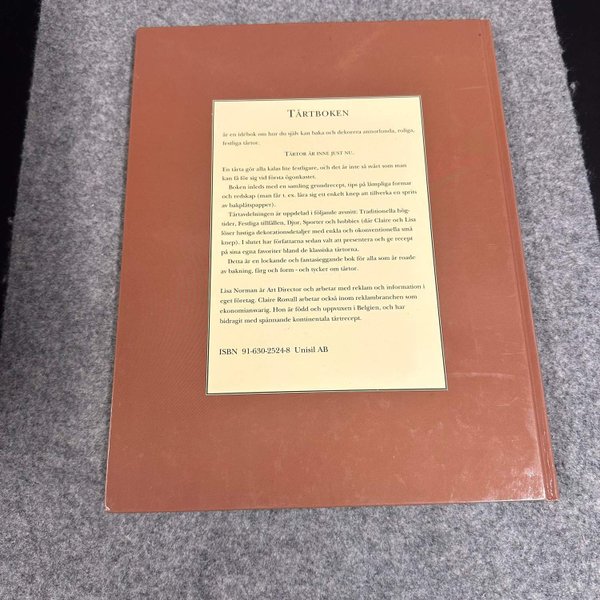 TÅRTBOKEN
är en idébok om hur du själv kan baka och dekorera annorlunda, roliga,
festliga tårtor.
TÅRTOR ÄR INNE JUST NU.
En tårta gör alla kalas lite festligare, och det är inte så svårt som man
kan få för sig vid första ögonkastet.
Boken inleds med en samling grundrecept, tips på lämpliga formar
och redskap (man får t. ex. lära sig ett enkelt knep att tillverka en sprits
av bakplåtspapper).
Tårtavdelningen är uppdelad i följande avsnitt: Traditionella hög-
tider, Festliga tillfällen, Djur, Sporter och hobbies (där Claire och Lisa
löser lustiga dekorationsdetaljer med enkla och okonventionella små
knep). I slutet har författarna sedan valt att presentera och ge recept
på sina egna favoriter bland de klassiska tårtorna.
Detta är en lockande och fantasieggande bok för alla som är roade
av bakning, färg och form - och tycker om tårtor.
Lisa Norman är Art Director och arbetar med reklam och information i
eget företag. Claire Rosvall arbetar också inom reklambranschen som
ekonomiansvarig. Hon är född och uppvuxen i Belgien, och har
bidragit med spännande kontinentala tårtrecept.
ISBN 91-630-2524-8 Unisil AB